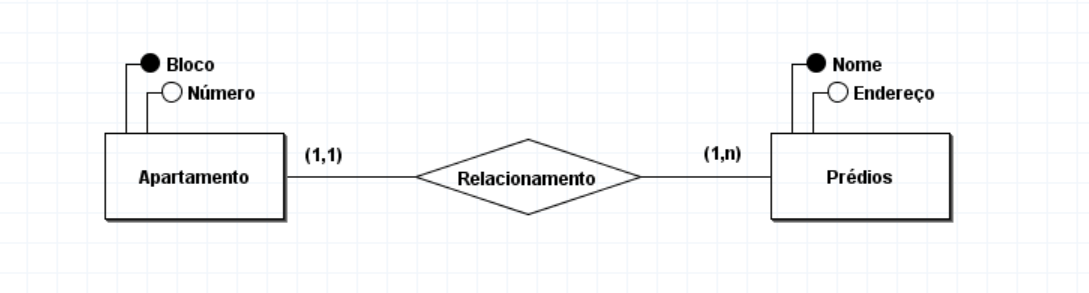 Bloco
Número
Apartamento
(1,1)
Relacionamento
(1,n)
Nome
Endereço
Prédios